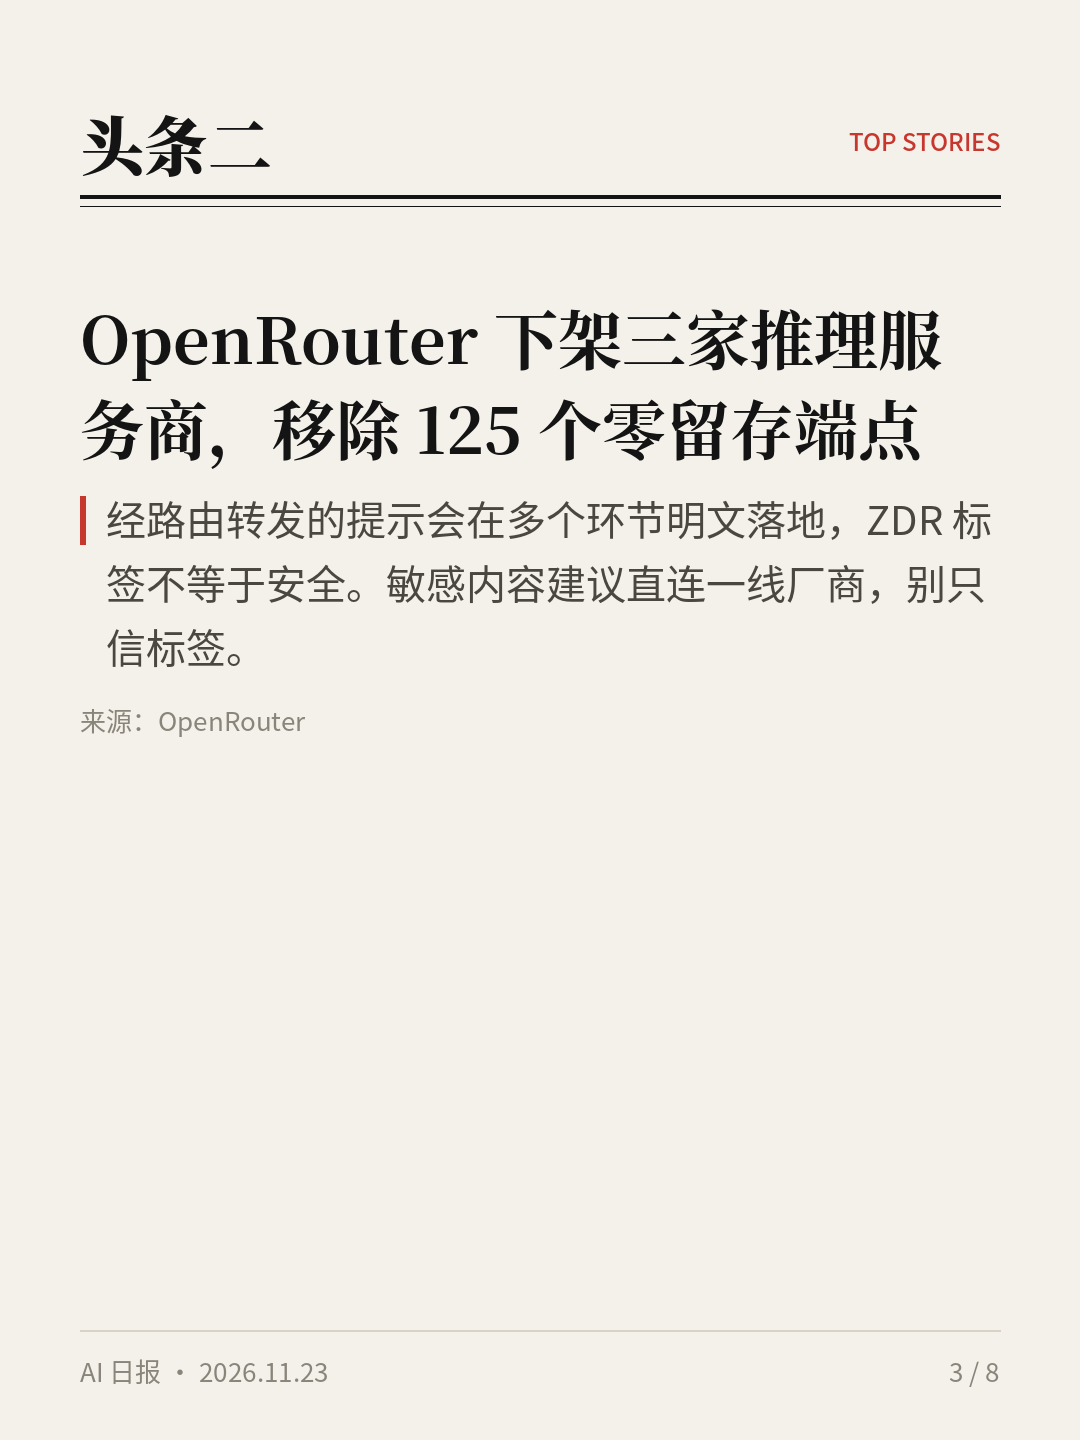 头条二
TOP STORIES
OpenRouter 下架三家推理服
务商，移除 125 个零留存端点
经路由转发的提示会在多个环节明文落地，ZDR 标
签不等于安全。敏感内容建议直连一线厂商，别只
信标签。
来源：OpenRouter
AI 日报 · 2026.11.23
3 / 8